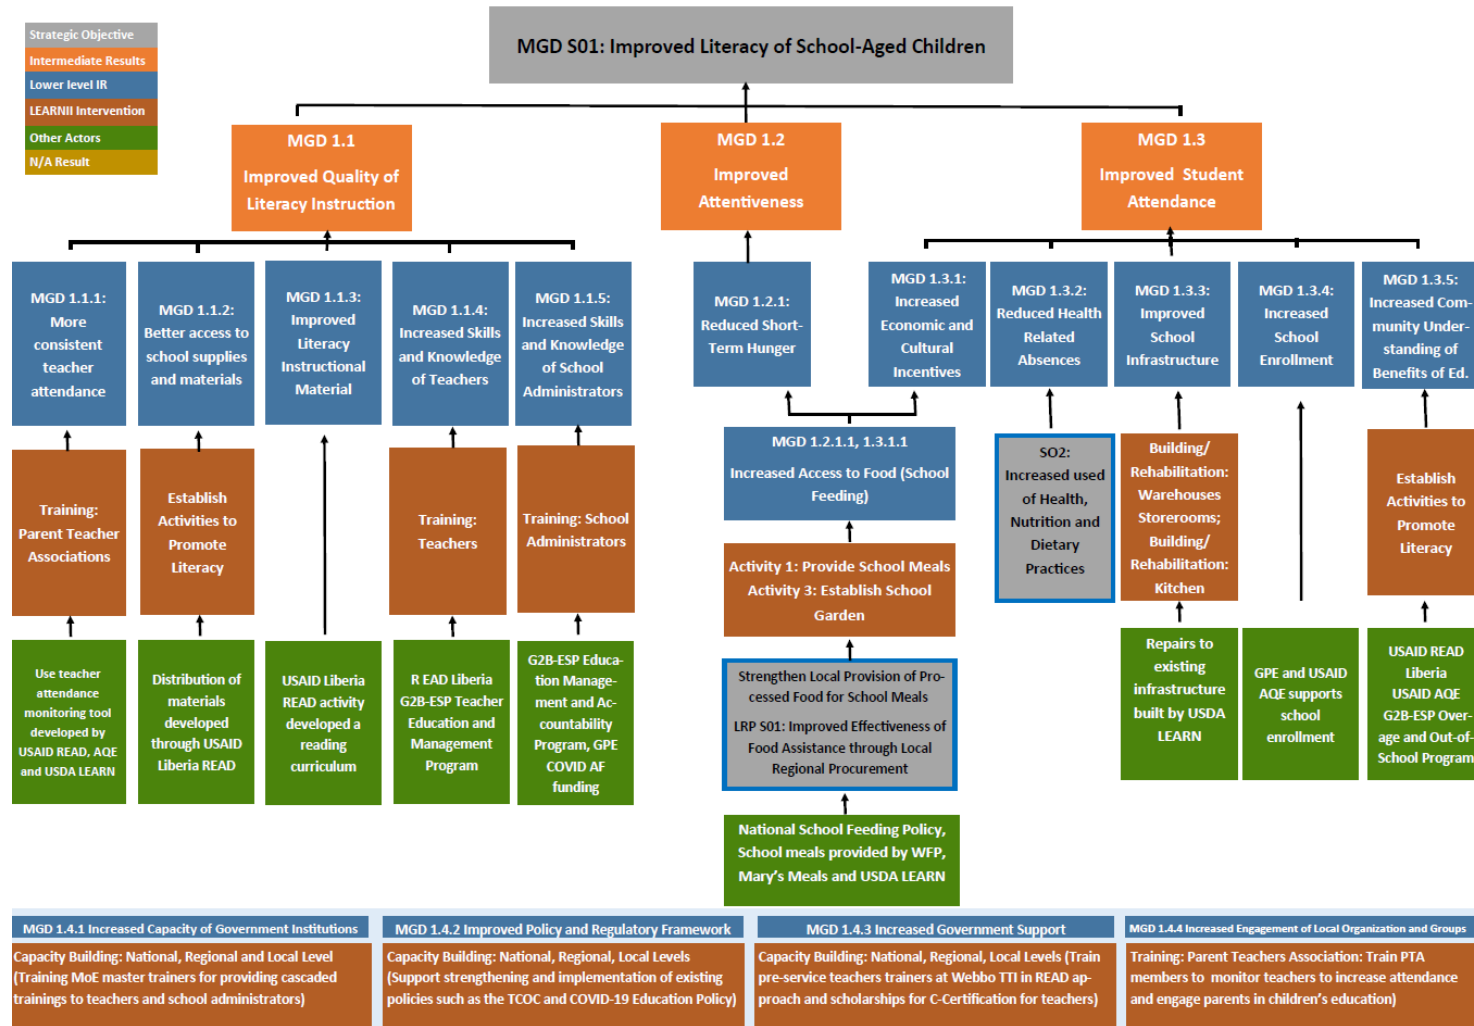 Strategic Objective
Intermediate Results
Lower level IR
LEARNII Intervention
Other Actors
N/A Result
MGD S01: Improved Literacy of School-Aged Children
MGD 1.1
Improved Quality of
Literacy Instruction
MGD 1.2
Improved
Attentiveness
MGD 1.3
Improved Student
Attendance
MGD 1.1.1:
More
consistent
teacher
attendance
MGD 1.1.2:
Better access to
school supplies
and materials
MGD 1.1.3:
Improved
Literacy
Instructional
Material
MGD 1.1.4:
Increased Skills
and Knowledge
of Teachers
MGD 1.1.5:
Increased Skills
and Knowledge
of School
Administrators
MGD 1.2.1:
Reduced Short-
Term Hunger
MGD 1.3.1:
Increased
Economic and
Cultural
Incentives
MGD 1.3.2:
Reduced Health
Related
Absences
MGD 1.3.3:
Improved
School
Infrastructure
MGD 1.3.4:
Increased
School
Enrollment
MGD 1.3.5:
Increased Com-
munity Under-
standing of
Benefits of Ed.
MGD 1.2.1.1, 1.3.1.1
Increased Access to Food (School
Feeding)
Training:
Parent Teacher
Associations
Establish
Activities to
Promote
Literacy
Training:
Teachers
Training: School
Administrators
Activity 1: Provide School Meals
Activity 3: Establish School
Garden
SO2:
Increased used
of Health,
Nutrition and
Dietary
Practices
Building/
Rehabilitation:
Warehouses
Storerooms;
Building/
Rehabilitation:
Kitchen
Establish
Activities to
Promote
Literacy
Use teacher
attendance
monitoring tool
developed by
USAID READ, AQE
and USDA LEARN
Distribution of
materials
developed
through USAID
Liberia READ
USAID Liberia
READ activity
developed a
reading
curriculum
R EAD Liberia
G2B-ESP Teacher
Education and
Management
Program
G2B-ESP Educa-
tion Manage-
ment and Ac-
countability
Program, GPE
COVID AF
funding
Strengthen Local Provision of Pro-
cessed Food for School Meals
LRP S01: Improved Effectiveness of
Food Assistance through Local
Regional Procurement
Repairs to
existing
infrastructure
built by USDA
LEARN
GPE and USAID
AQE supports
school
enrollment
USAID READ
Liberia
USAID AQE
G2B-ESP Over-
age and Out-of-
School Program
National School Feeding Policy,
School meals provided by WFP,
Mary's Meals and USDA LEARN
MGD 1.4.1 Increased Capacity of Government Institutions
Capacity Building: National, Regional and Local Level
(Training MoE master trainers for providing cascaded
trainings to teachers and school administrators)
MGD 1.4.2 Improved Policy and Regulatory Framework
Capacity Building: National, Regional, Local Levels
(Support strengthening and implementation of existing
policies such as the TCOC and COVID-19 Education Policy)
MGD 1.4.3 Increased Government Support
Capacity Building: National, Regional, Local Levels (Train
pre-service teachers trainers at Webbo TTI in READ ap-
proach and scholarships for C-Certification for teachers)
MGD 1.4.4 Increased Engagement of Local Organization and Groups
Training: Parent Teachers Association: Train PTA
members to monitor teachers to increase attendance
and engage parents in children's education)